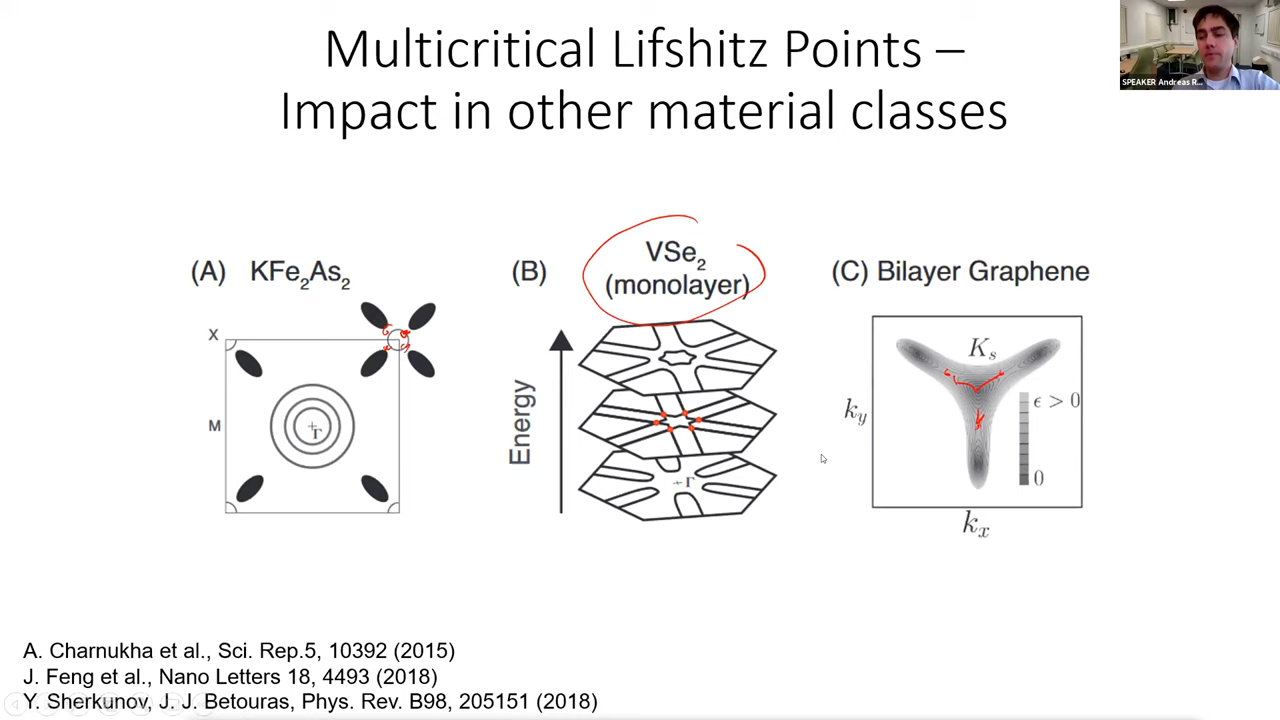 Multicritical Lifshitz Points –
Impact in other material classes
SPEAKER Andreas R...
(A) KFe₂As₂
X
M
Γ
(B) VSe₂
(monolayer)
Energy
Γ
(C) Bilayer Graphene
Kₛ
ϵ > 0
0
k_y
k_x
A. Charnukha et al., Sci. Rep.5, 10392 (2015)
J. Feng et al., Nano Letters 18, 4493 (2018)
Y. Sherkunov, J. J. Betouras, Phys. Rev. B98, 205151 (2018)